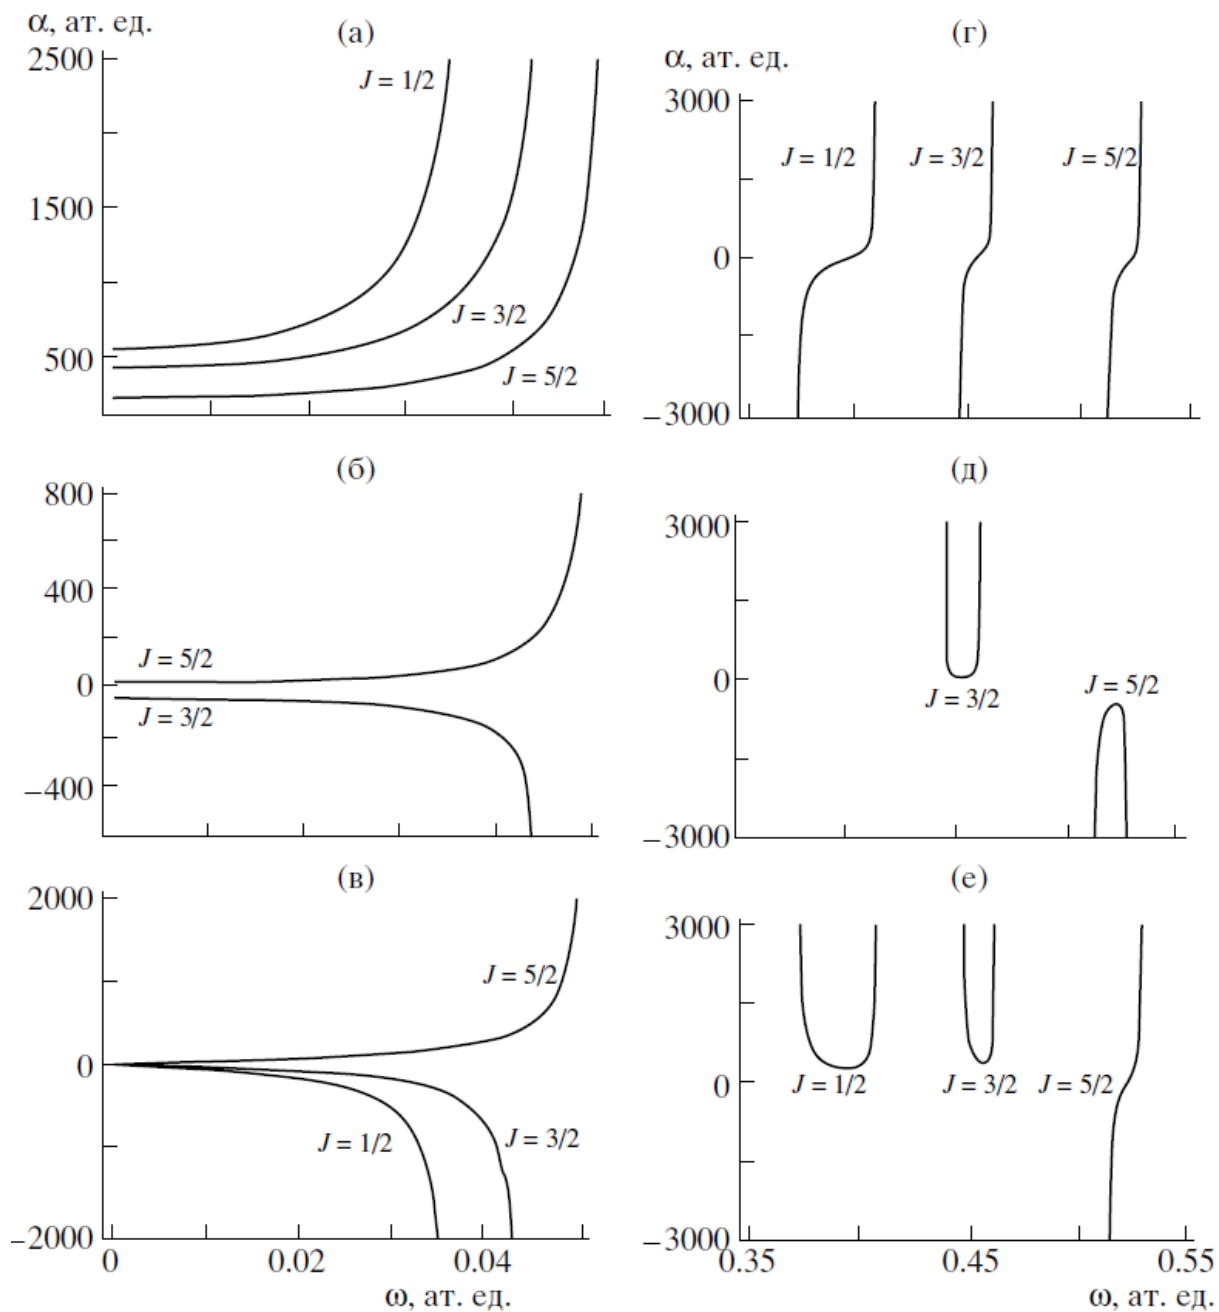 (а)
α, ат. ед.
2500
1500
500
J = 1/2
J = 3/2
J = 5/2
(б)
800
400
0
−400
J = 5/2
J = 3/2
(в)
2000
0
−2000
J = 5/2
J = 1/2
J = 3/2
0 0.02 0.04
ω, ат. ед.
(г)
α, ат. ед.
3000
0
−3000
J = 1/2 J = 3/2 J = 5/2
(д)
3000
0
−3000
J = 3/2
J = 5/2
(е)
3000
0
−3000
J = 1/2 J = 3/2 J = 5/2
0.35 0.45 0.55
ω, ат. ед.